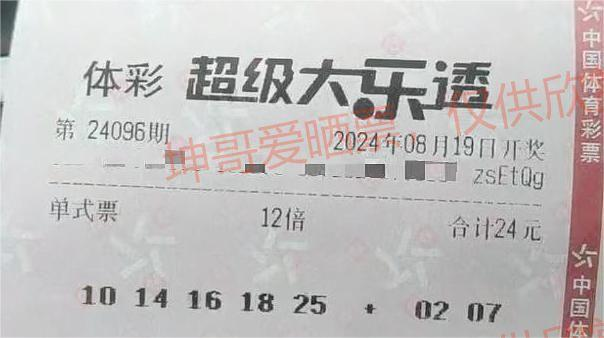 体彩 超级大乐透
第 24096期 2024年08月19日开奖
zsEtQg
单式票 12倍 合计24元
10 14 16 18 25 + 02 07
中国体育彩票
中国体
坤哥爱晒票,仅供欣